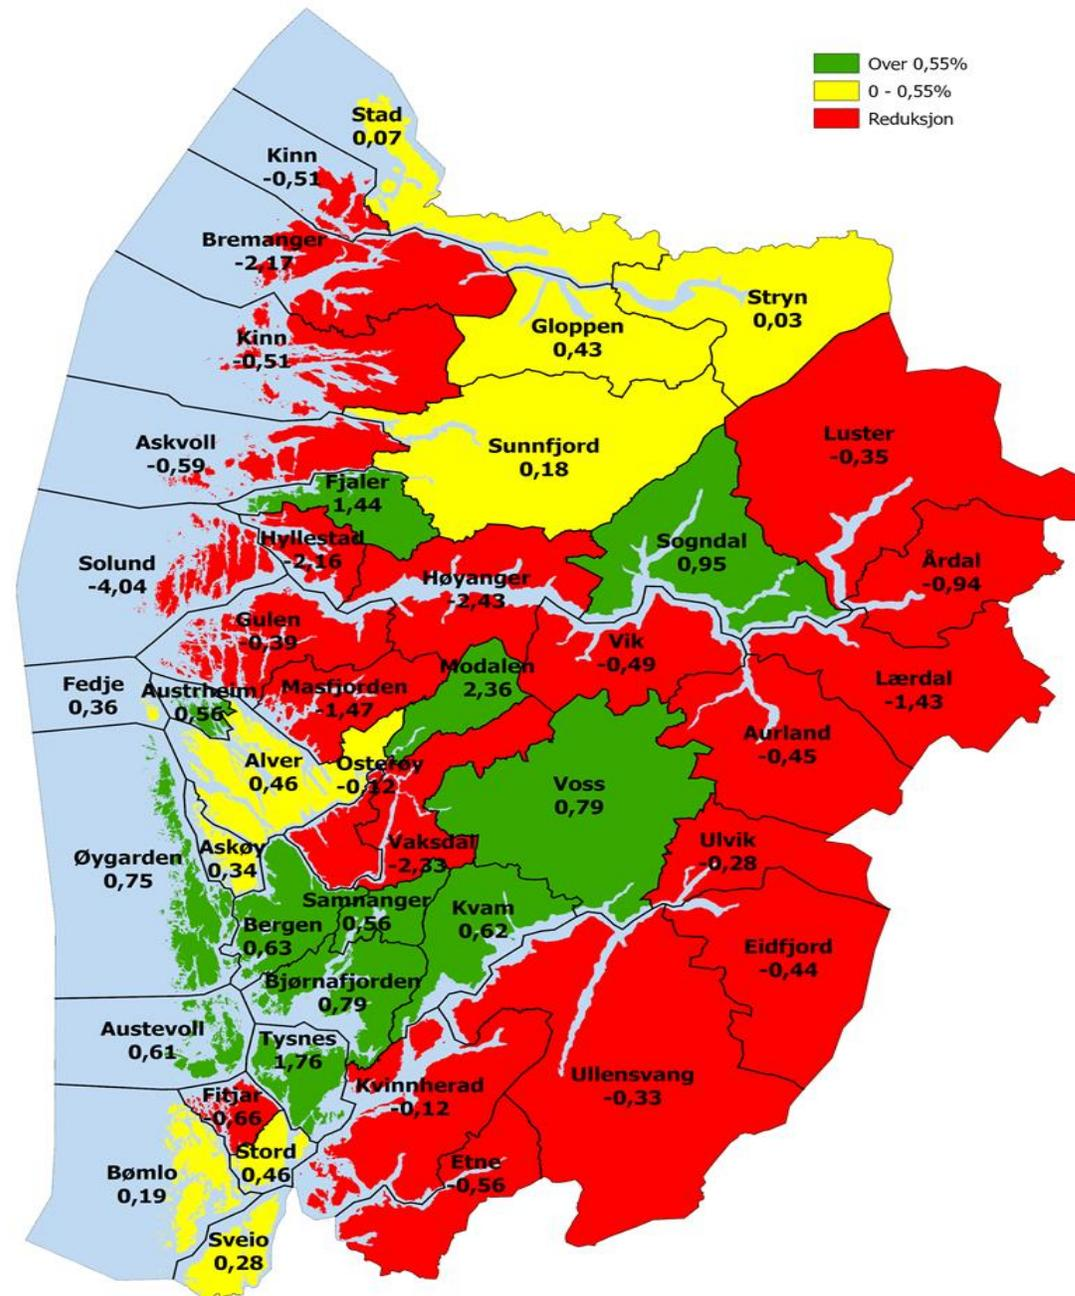 Over 0,55%
0 - 0,55%
Reduksjon
Stad
0,07
Kinn
-0,51
Bremanger
-2,17
Stryn
0,03
Gloppen
0,43
Kinn
-0,51
Luster
-0,35
Askvoll
-0,59
Sunnfjord
0,18
Fjaler
1,44
Hyllestad
-2,16
Sogndal
0,95
Årdal
-0,94
Solund
-4,04
Høyanger
-2,43
Gulen
-0,39
Vik
-0,49
Modalen
2,36
Lærdal
-1,43
Fedje
0,36
Austrheim
0,56
Masfjorden
-1,47
Aurland
-0,45
Alver
0,46
Osterøy
-0,12
Voss
0,79
Øygarden
0,75
Askøy
0,34
Vaksdal
-2,33
Ulvik
-0,28
Samnanger
0,56
Kvam
0,62
Bergen
0,63
Eidfjord
-0,44
Bjørnafjorden
0,79
Austevoll
0,61
Tysnes
1,76
Ullensvang
-0,33
Kvinnherad
-0,12
Fitjar
-0,66
Stord
0,46
Etne
-0,56
Bømlo
0,19
Sveio
0,28